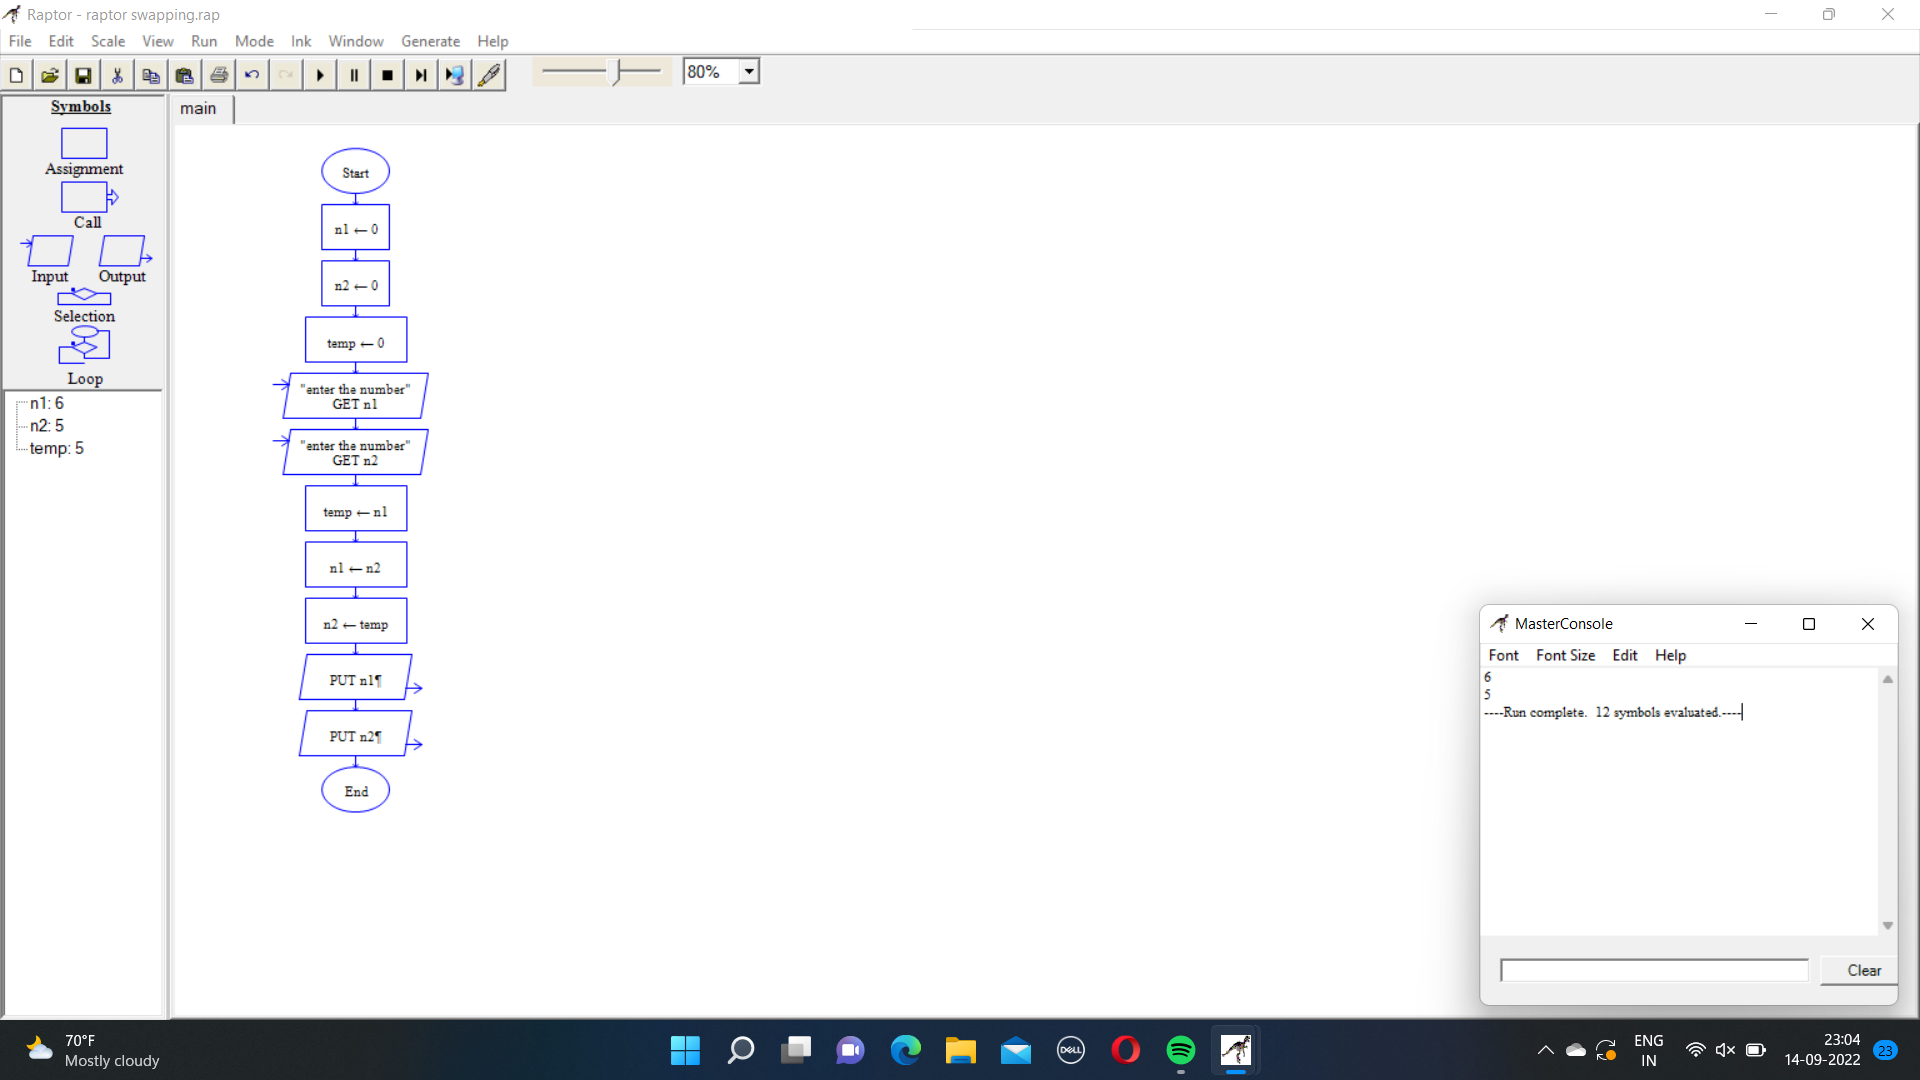 Raptor - raptor swapping.rap
File Edit Scale View Run Mode Ink Window Generate Help
80%
Symbols
Assignment
Call
Input Output
Selection
Loop
n1: 6
n2: 5
temp: 5
main
Start
n1 ← 0
n2 ← 0
temp ← 0
"enter the number"
GET n1
"enter the number"
GET n2
temp ← n1
n1 ← n2
n2 ← temp
PUT n1¶
PUT n2¶
End
MasterConsole
Font Font Size Edit Help
6
5
----Run complete.  12 symbols evaluated.----
Clear
70°F
Mostly cloudy
DELL
ENG
IN
23:04
14-09-2022
23